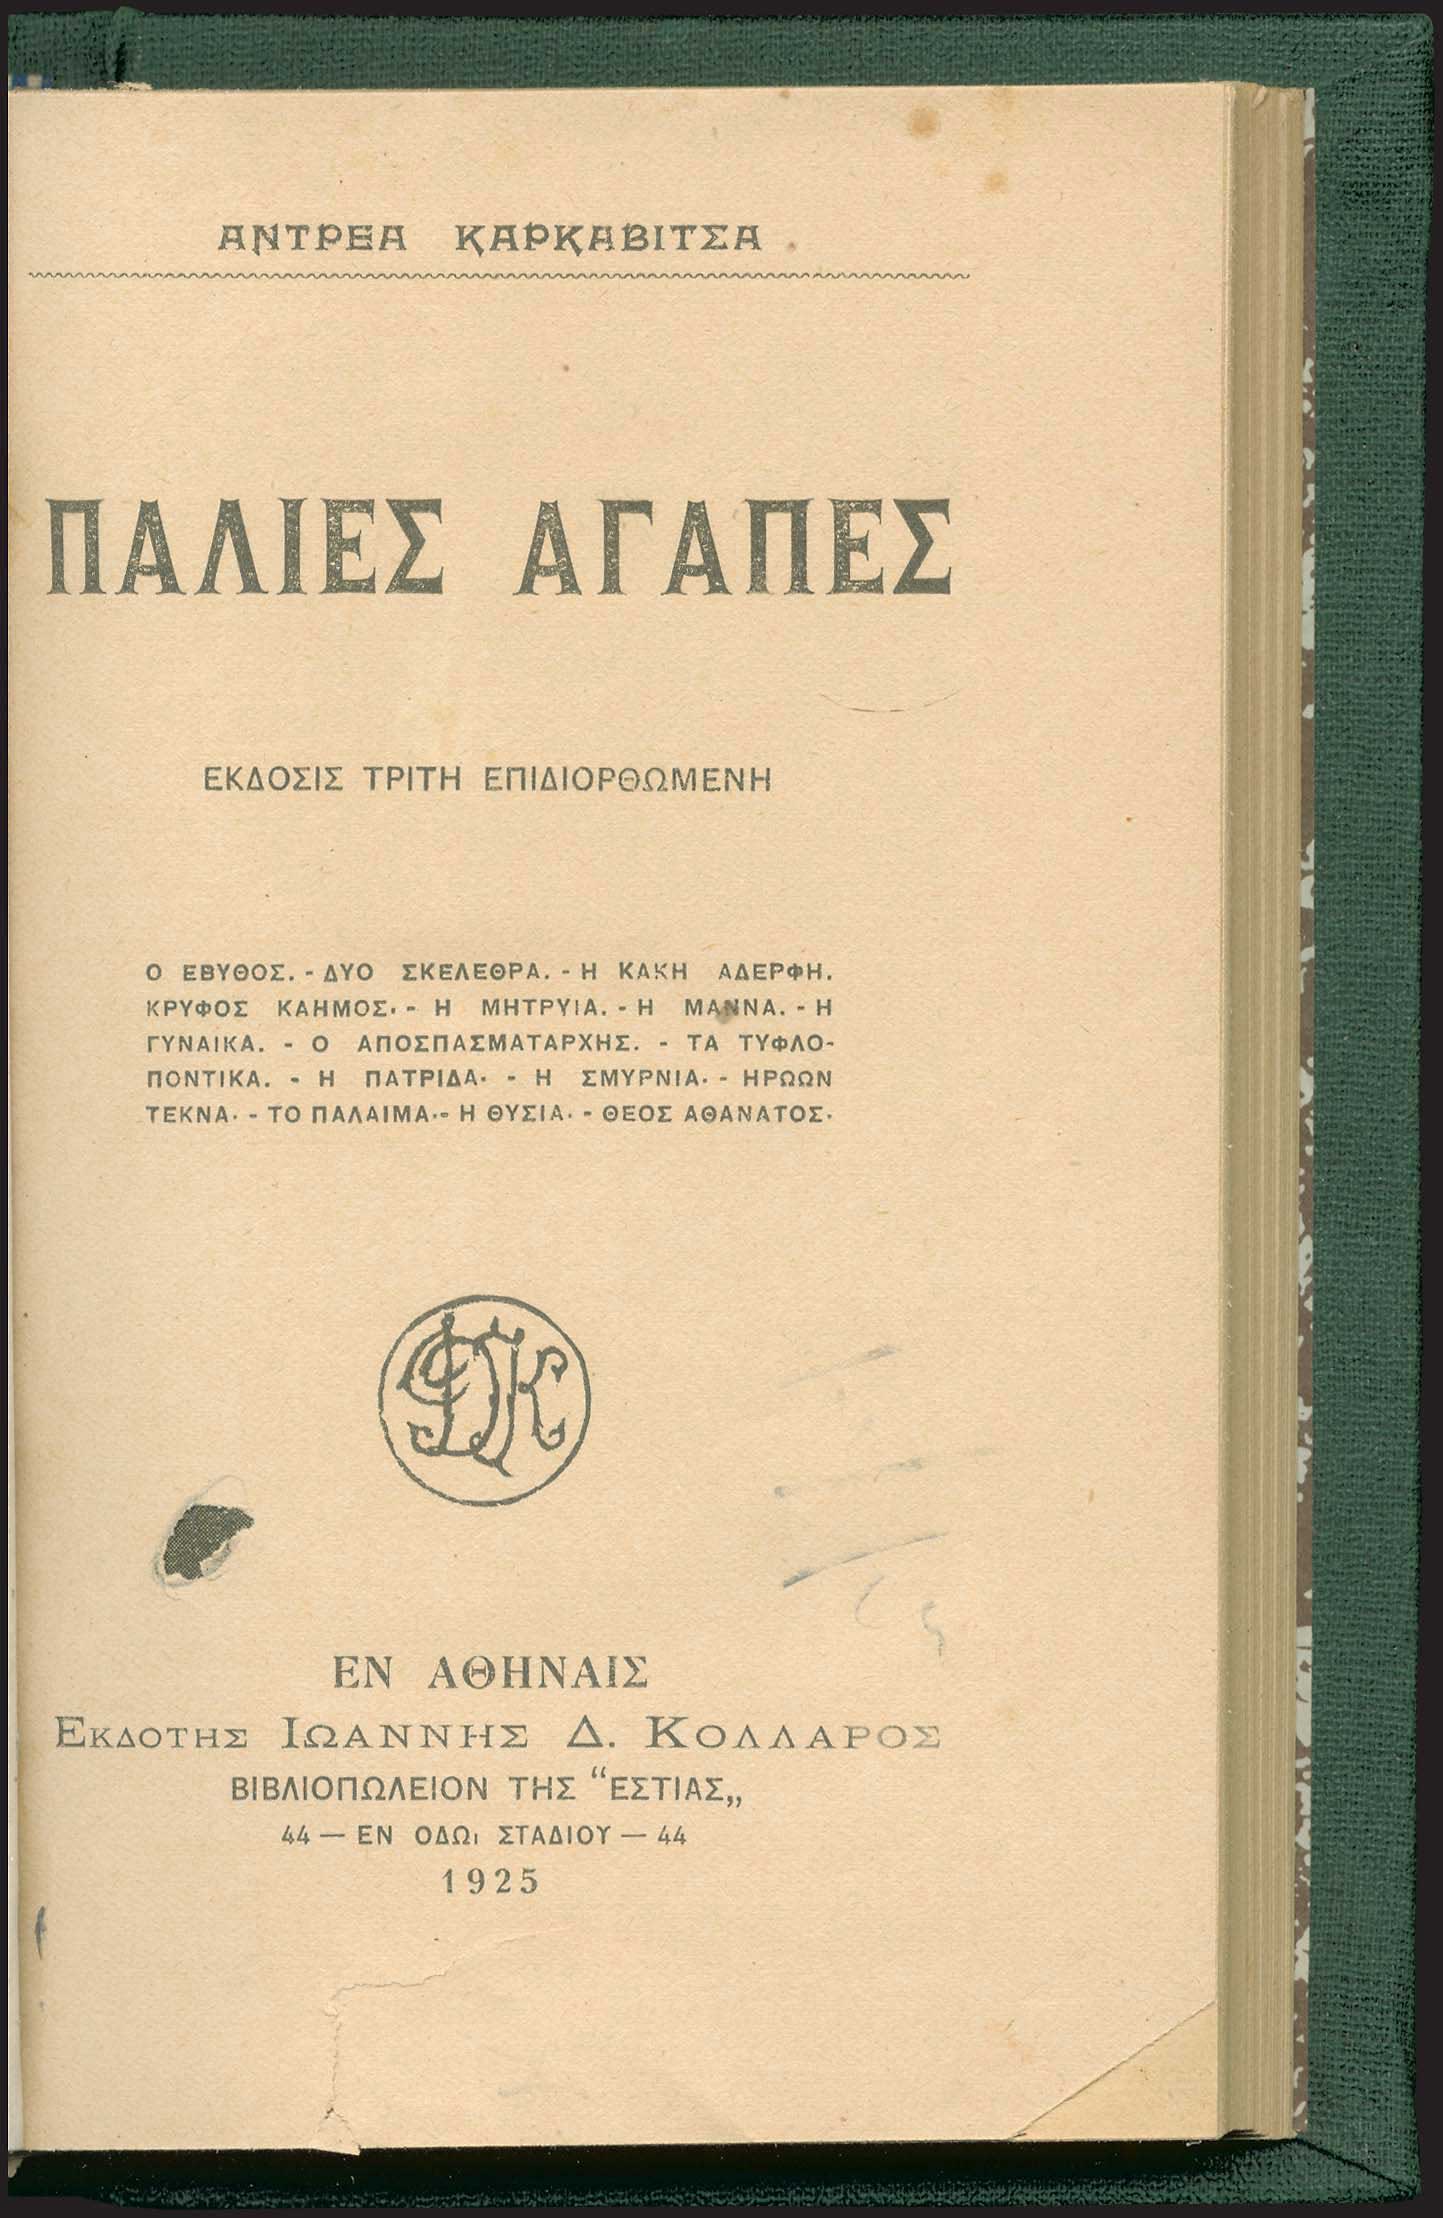 ΑΝΤΡΕΑ ΚΑΡΚΑΒΙΤΣΑ
ΠΑΛΙΕΣ ΑΓΑΠΕΣ
ΕΚΔΟΣΙΣ ΤΡΙΤΗ ΕΠΙΔΙΟΡΘΩΜΕΝΗ
Ο ΕΒΥΘΟΣ. - ΔΥΟ ΣΚΕΛΕΘΡΑ. - Η ΚΑΚΗ ΑΔΕΡΦΗ.
ΚΡΥΦΟΣ ΚΑΗΜΟΣ. - Η ΜΗΤΡΥΙΑ. - Η ΜΑΝΝΑ. - Η
ΓΥΝΑΙΚΑ. - Ο ΑΠΟΣΠΑΣΜΑΤΑΡΧΗΣ. - ΤΑ ΤΥΦΛΟ-
ΠΟΝΤΙΚΑ. - Η ΠΑΤΡΙΔΑ. - Η ΣΜΥΡΝΙΑ. - ΗΡΩΩΝ
ΤΕΚΝΑ. - ΤΟ ΠΑΛΑΙΜΑ. - Η ΘΥΣΙΑ. - ΘΕΟΣ ΑΘΑΝΑΤΟΣ.
ΕΝ ΑΘΗΝΑΙΣ
ΕΚΔΟΤΗΣ ΙΩΑΝΝΗΣ Δ. ΚΟΛΛΑΡΟΣ
ΒΙΒΛΙΟΠΩΛΕΙΟΝ ΤΗΣ “ΕΣΤΙΑΣ„
44 — ΕΝ ΟΔΩι ΣΤΑΔΙΟΥ — 44
1925